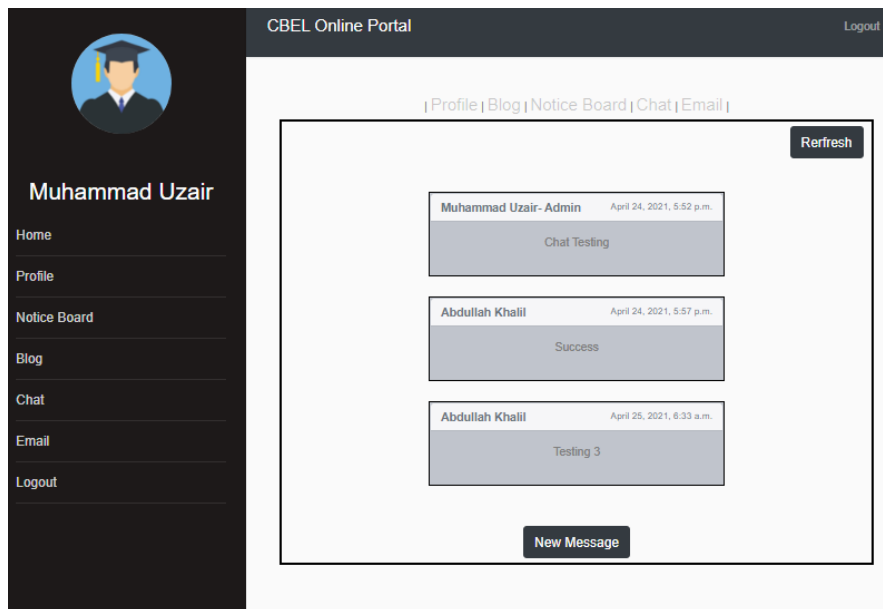 CBEL Online Portal
Logout
Muhammad Uzair
Home
Profile
Notice Board
Blog
Chat
Email
Logout
| Profile | Blog | Notice Board | Chat | Email |
Rerfresh
Muhammad Uzair- Admin April 24, 2021, 5:52 p.m.
Chat Testing
Abdullah Khalil April 24, 2021, 5:57 p.m.
Success
Abdullah Khalil April 25, 2021, 6:33 a.m.
Testing 3
New Message